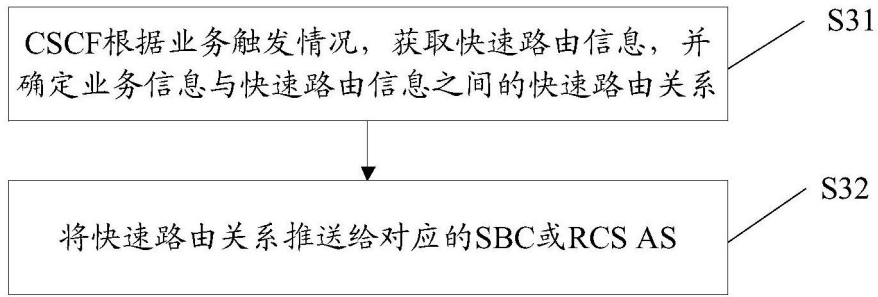 CSCF根据业务触发情况，获取快速路由信息，并
确定业务信息与快速路由信息之间的快速路由关系
S31
将快速路由关系推送给对应的SBC或RCS AS
S32